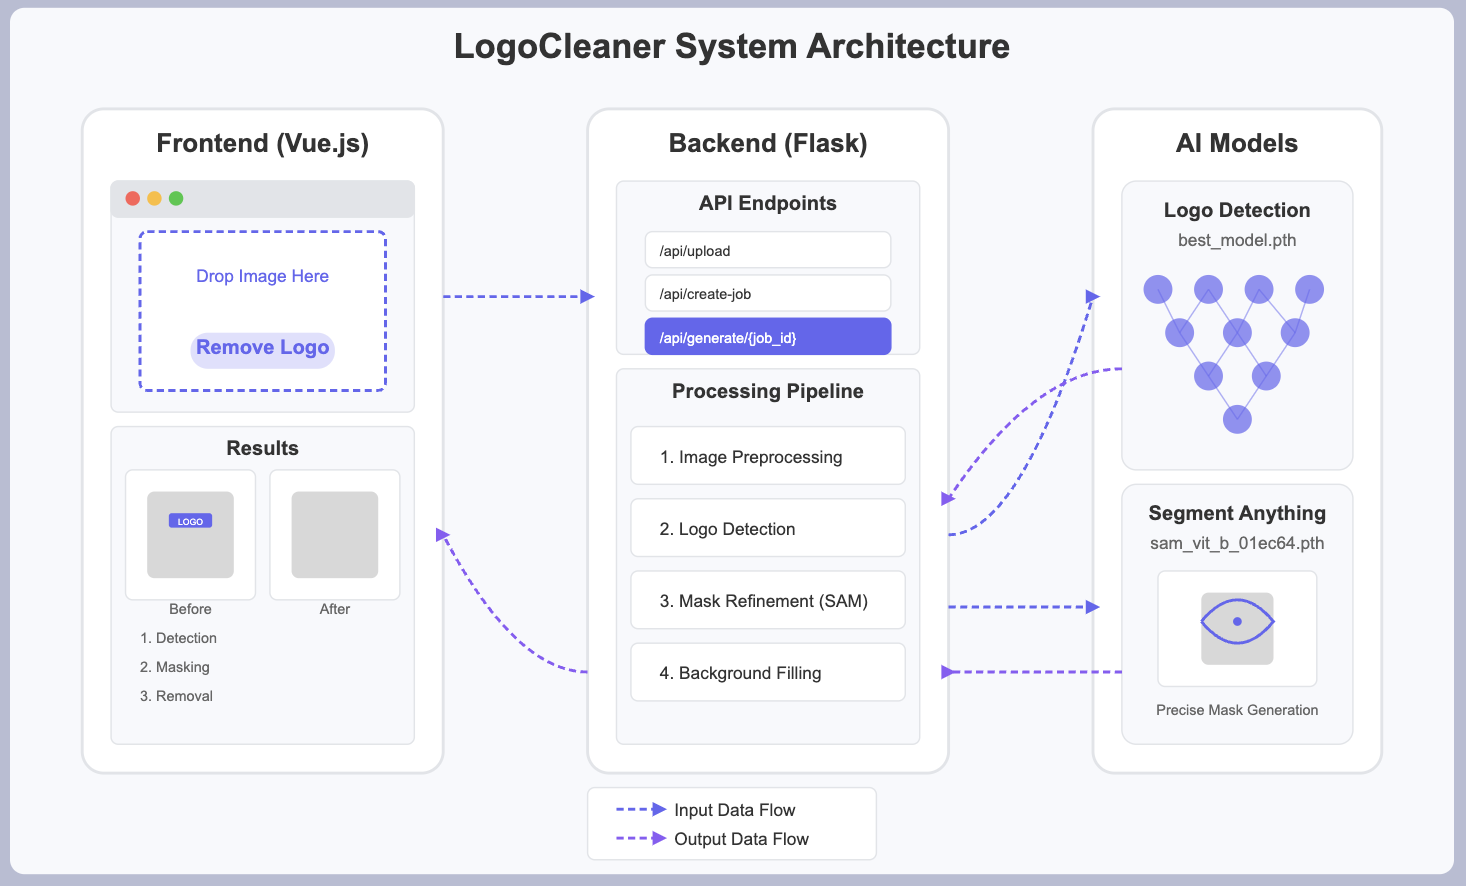 LogoCleaner System Architecture
Frontend (Vue.js)
Drop Image Here
Remove Logo
Results
LOGO
Before
After
1. Detection
2. Masking
3. Removal
Backend (Flask)
API Endpoints
/api/upload
/api/create-job
/api/generate/{job_id}
Processing Pipeline
1. Image Preprocessing
2. Logo Detection
3. Mask Refinement (SAM)
4. Background Filling
AI Models
Logo Detection
best_model.pth
Segment Anything
sam_vit_b_01ec64.pth
Precise Mask Generation
Input Data Flow
Output Data Flow